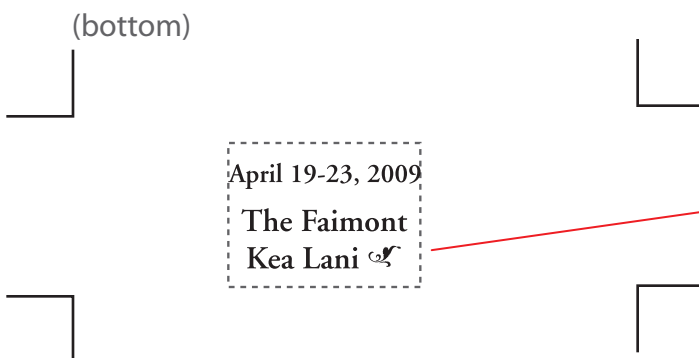 (bottom)
April 19-23, 2009
The Faimont
Kea Lani